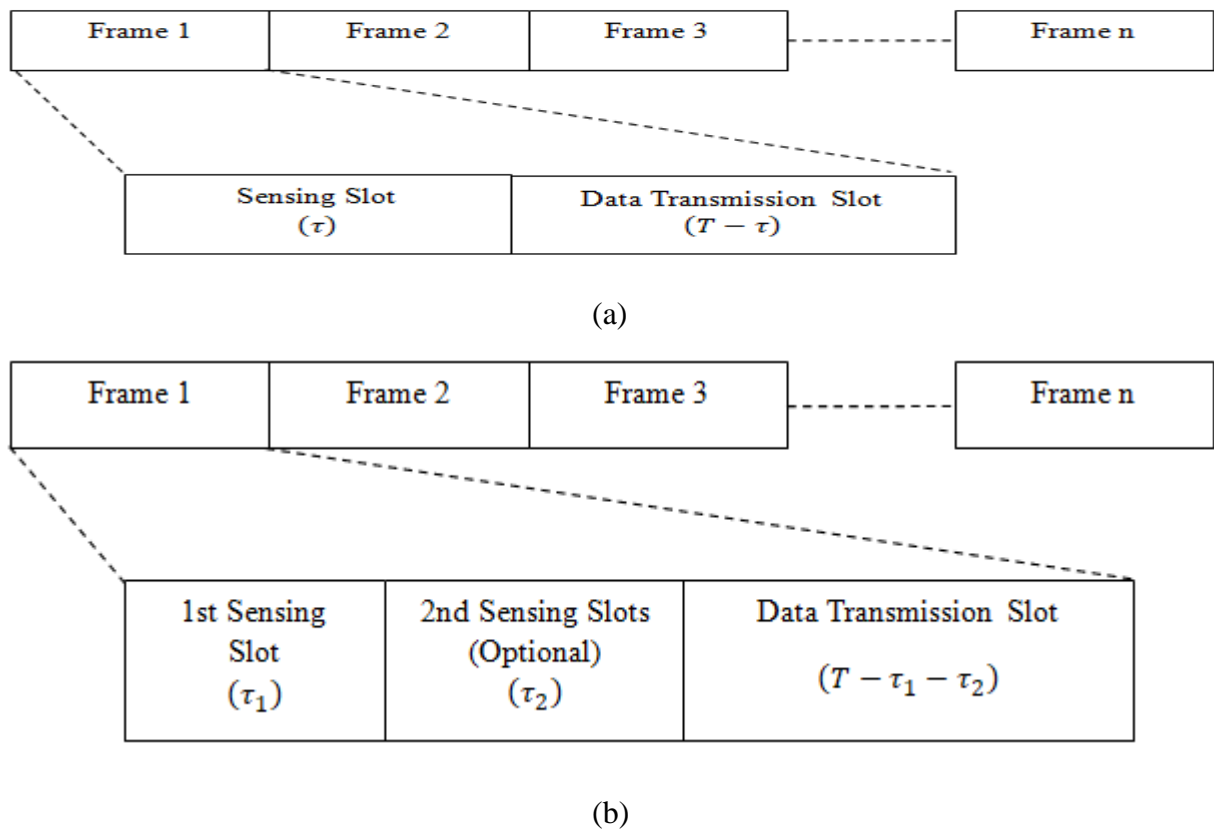 Frame 1 Frame 2 Frame 3 Frame n
Sensing Slot Data Transmission Slot
(τ) (T − τ)
(a)
Frame 1 Frame 2 Frame 3 Frame n
1st Sensing 2nd Sensing Slots Data Transmission Slot
Slot (Optional)
(τ₁) (τ₂) (T − τ₁ − τ₂)
(b)